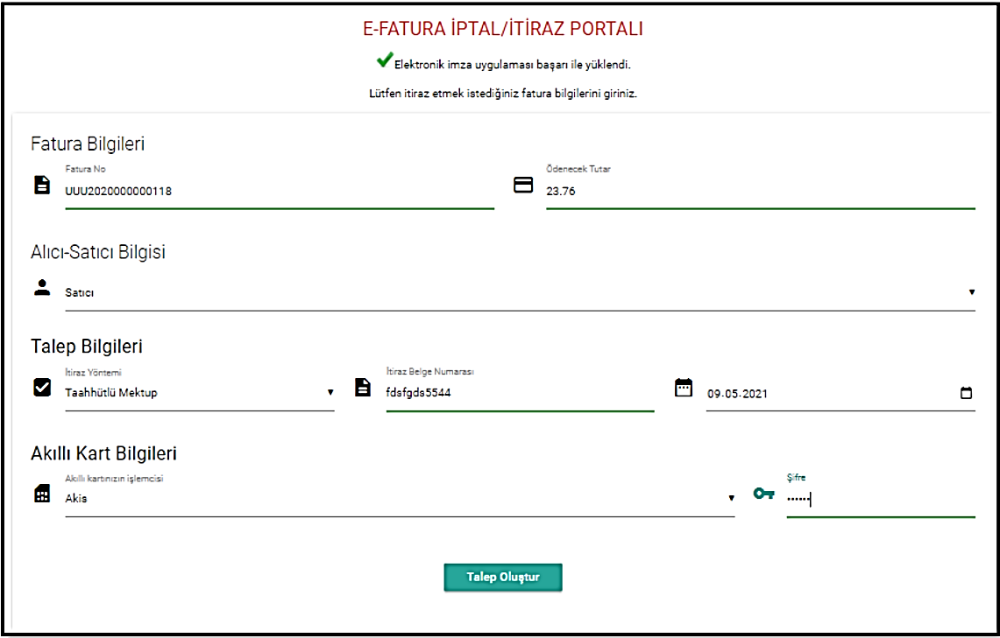 E-FATURA İPTAL/İTİRAZ PORTALI
Elektronik imza uygulaması başarı ile yüklendi.
Lütfen itiraz etmek istediğiniz fatura bilgilerini giriniz.
Fatura Bilgileri
Fatura No
UUU2020000000118
Ödenecek Tutar
23.76
Alıcı-Satıcı Bilgisi
Satıcı
Talep Bilgileri
İtiraz Yöntemi
Taahhütlü Mektup
İtiraz Belge Numarası
fdsfgds5544
09.05.2021
Akıllı Kart Bilgileri
Akıllı kartınızın işlemcisi
Akis
Şifre
••••••
Talep Oluştur